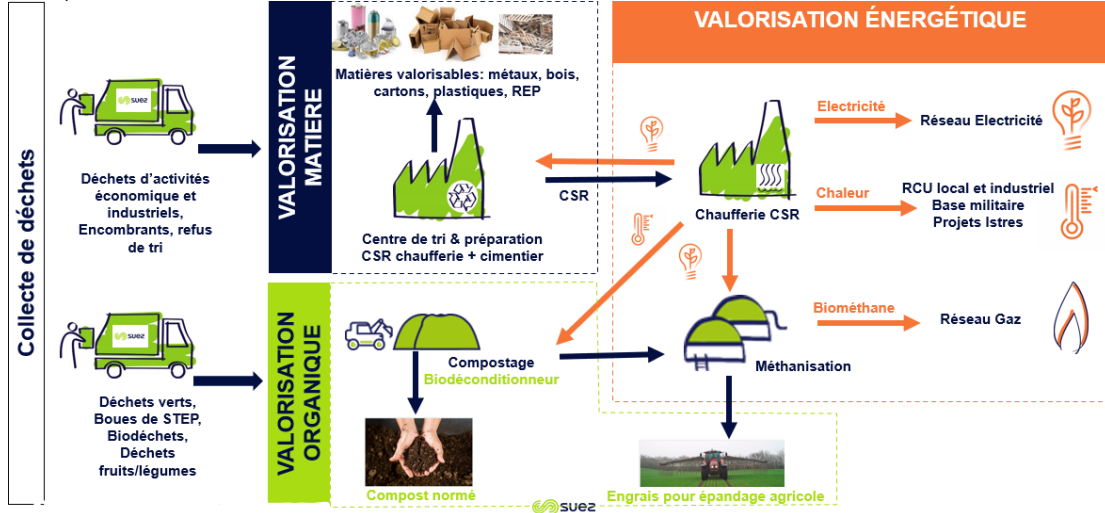 Collecte de déchets
suez
Déchets d'activités
économique et
industriels,
Encombrants, refus
de tri
suez
Déchets verts,
Boues de STEP,
Biodéchets,
Déchets
fruits/légumes
VALORISATION
MATIERE
Matières valorisables: métaux, bois,
cartons, plastiques, REP
Centre de tri & préparation
CSR chaufferie + cimentier
CSR
VALORISATION ÉNERGÉTIQUE
Chaufferie CSR
Electricité
Réseau Electricité
Chaleur
RCU local et industriel
Base militaire
Projets Istres
Biométhane
Réseau Gaz
Méthanisation
VALORISATION
ORGANIQUE
Compostage
Biodéconditionneur
Compost normé
Engrais pour épandage agricole
suez